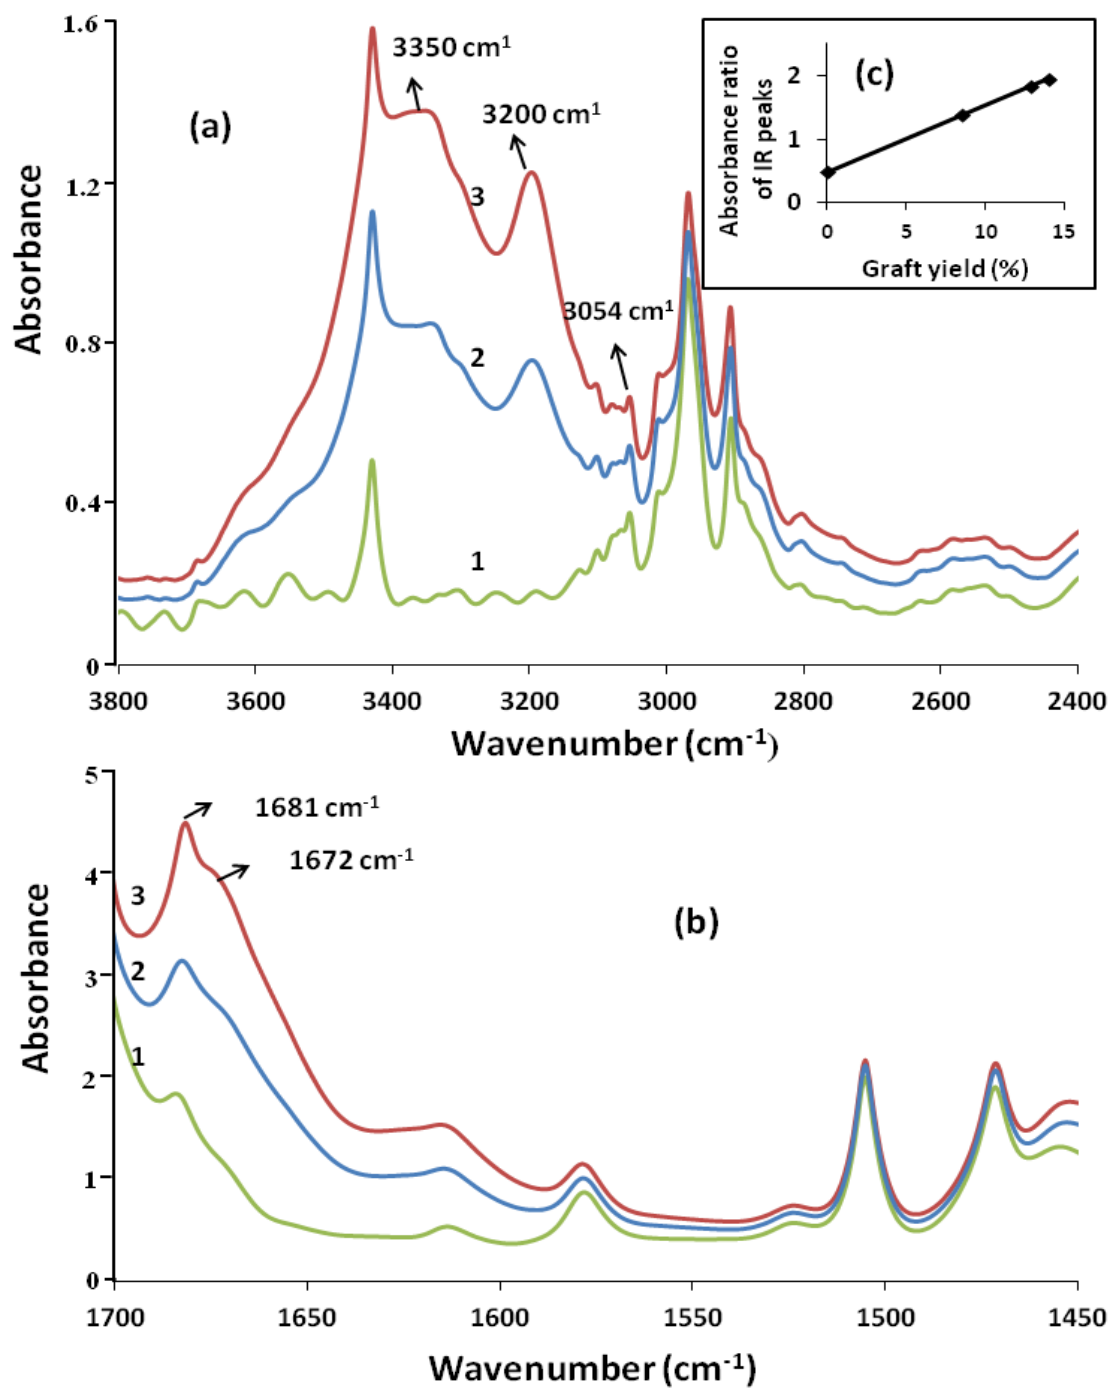 1.6
1.2
0.8
0.4
0
Absorbance
(a)
3350 cm¹
3200 cm¹
3054 cm¹
3
2
1
3800 3600 3400 3200 3000 2800 2600 2400
Wavenumber (cm⁻¹)
Absorbance ratio
of IR peaks
(c)
2
1
0
0 5 10 15
Graft yield (%)
5
4
3
2
1
0
Absorbance
1681 cm⁻¹
1672 cm⁻¹
(b)
3
2
1
1700 1650 1600 1550 1500 1450
Wavenumber (cm⁻¹)